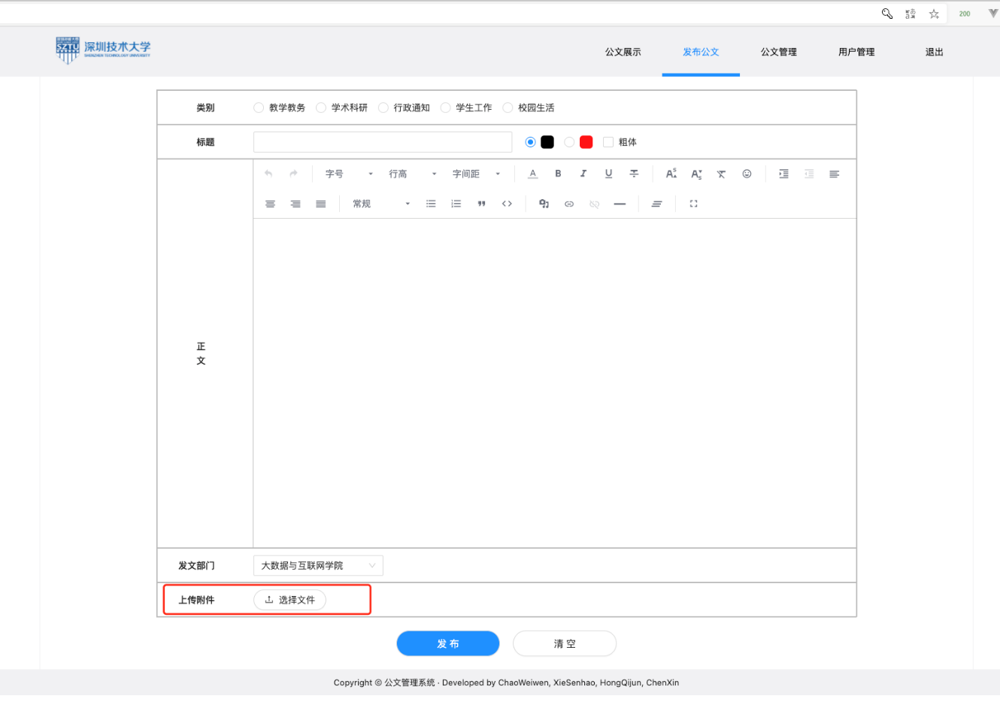 200
SZTU 深圳技术大学
SHENZHEN TECHNOLOGY UNIVERSITY
公文展示 发布公文 公文管理 用户管理 退出
类别 教学教务 学术科研 行政通知 学生工作 校园生活
标题 粗体
字号 行高 字间距 A B I U
常规
正
文
发文部门 大数据与互联网学院
上传附件 选择文件
发 布 清 空
Copyright © 公文管理系统 · Developed by ChaoWeiwen, XieSenhao, HongQijun, ChenXin